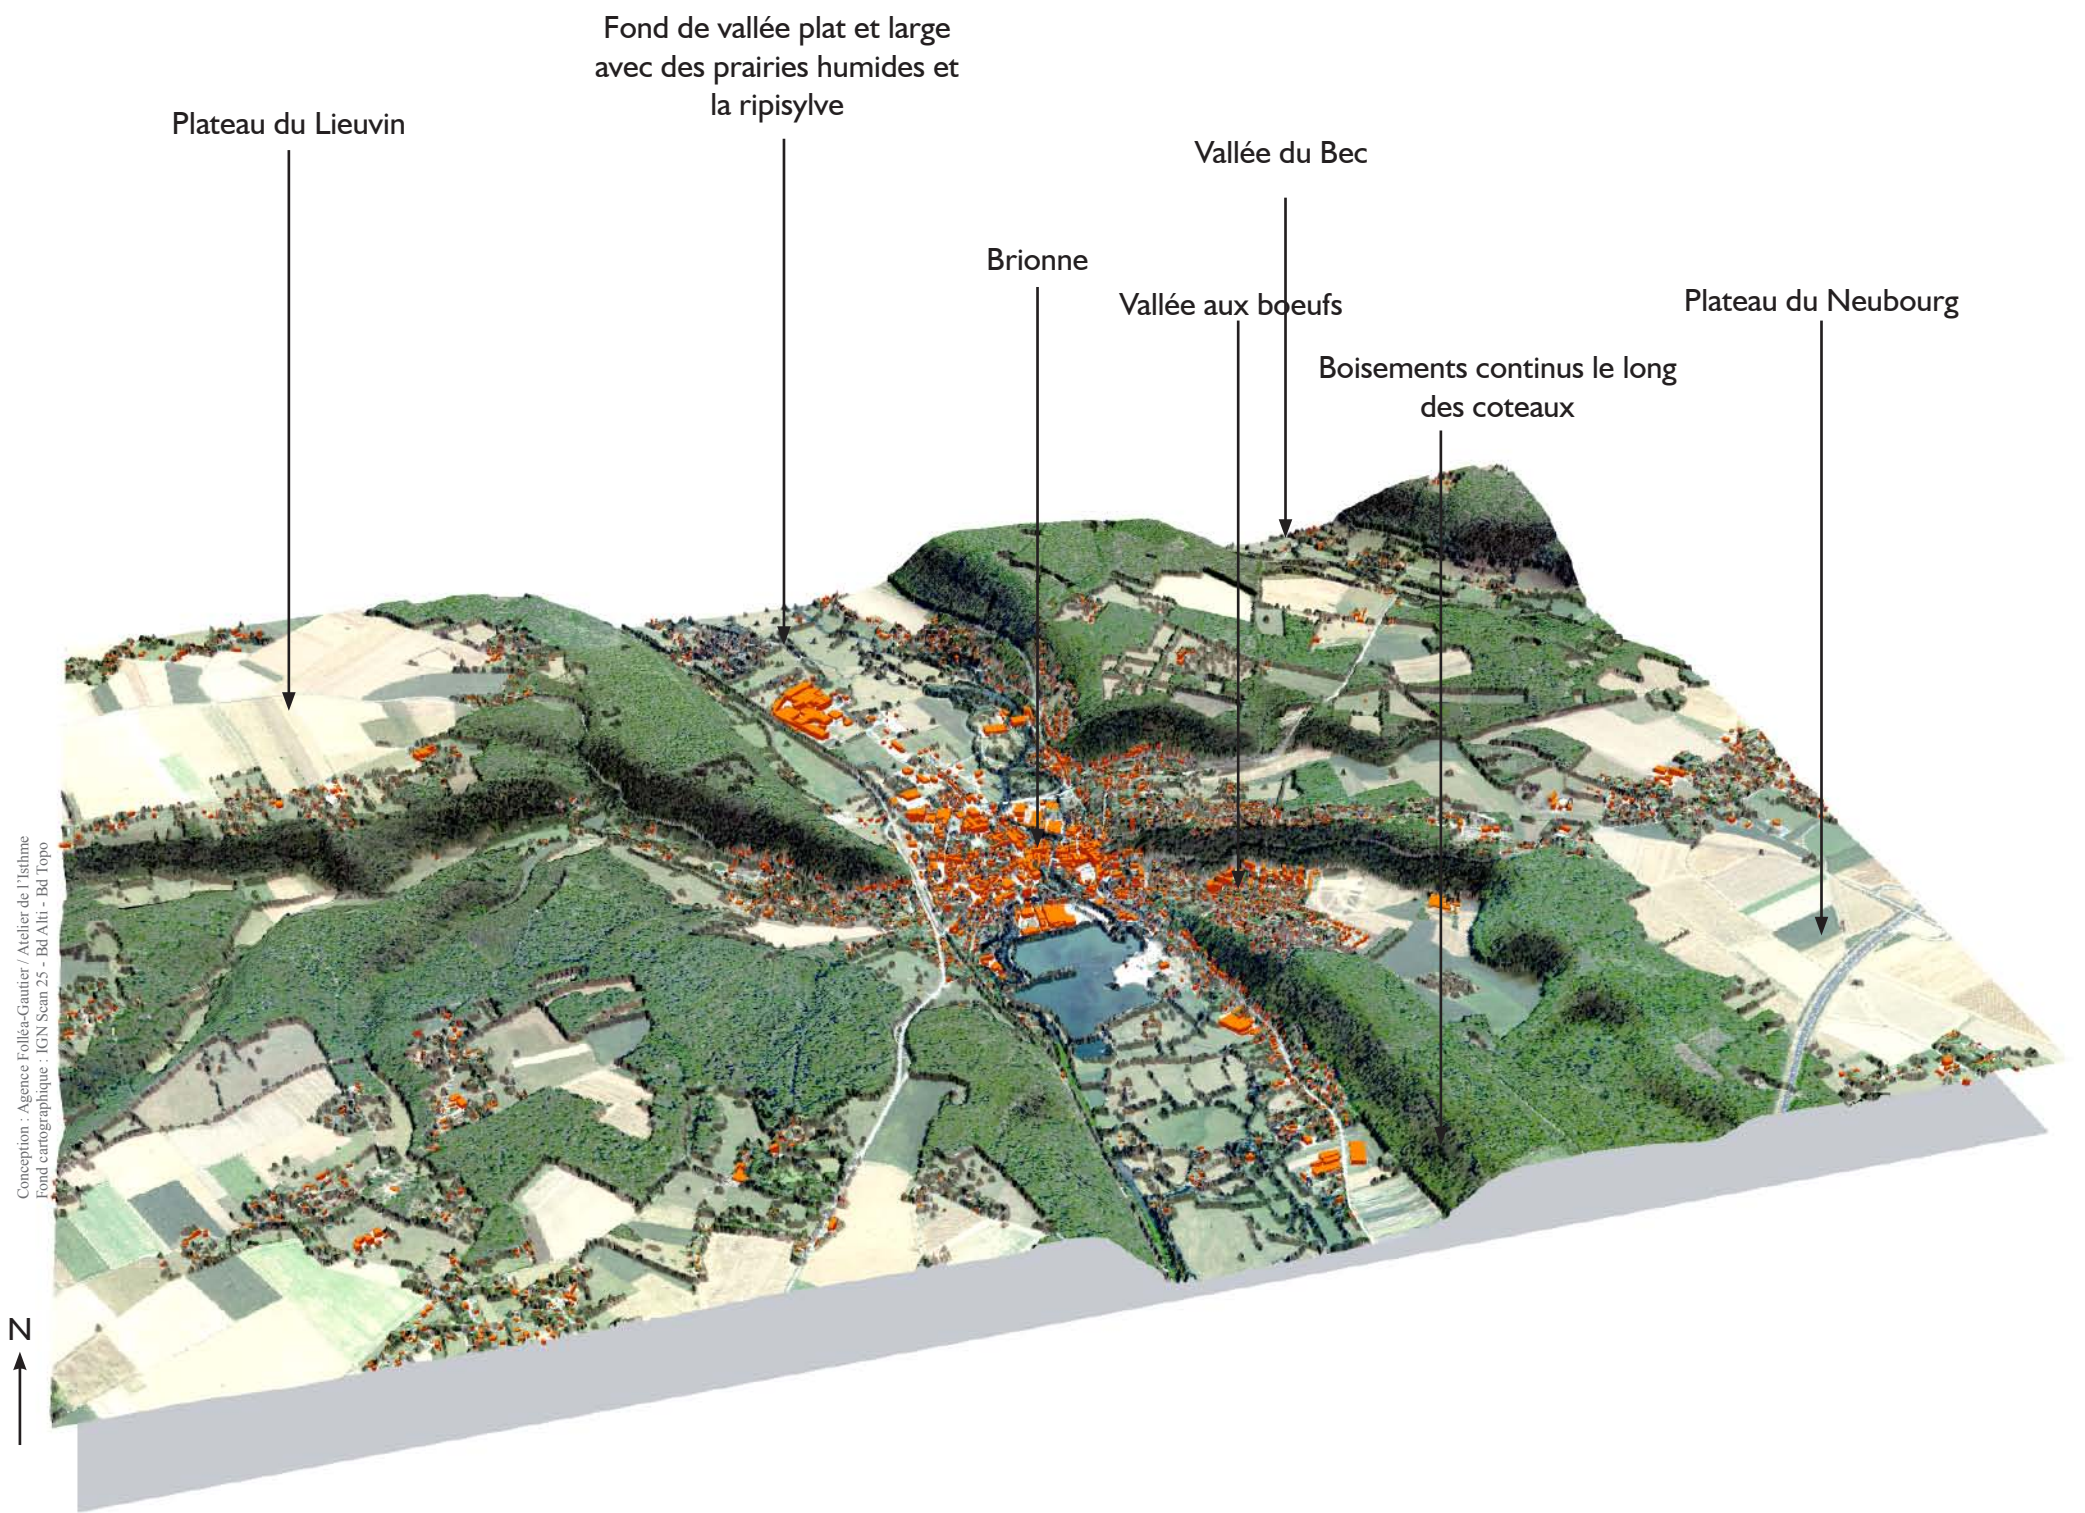 Fond de vallée plat et large
avec des prairies humides et
la ripisylve
Plateau du Lieuvin
Vallée du Bec
Brionne
Vallée aux boeufs
Plateau du Neubourg
Boisements continus le long
des coteaux
Conception : Agence Folléa-Gautier / Atelier de l'Isthme
Fond cartographique : IGN Scan 25 - Bd Alti - Bd Topo
N